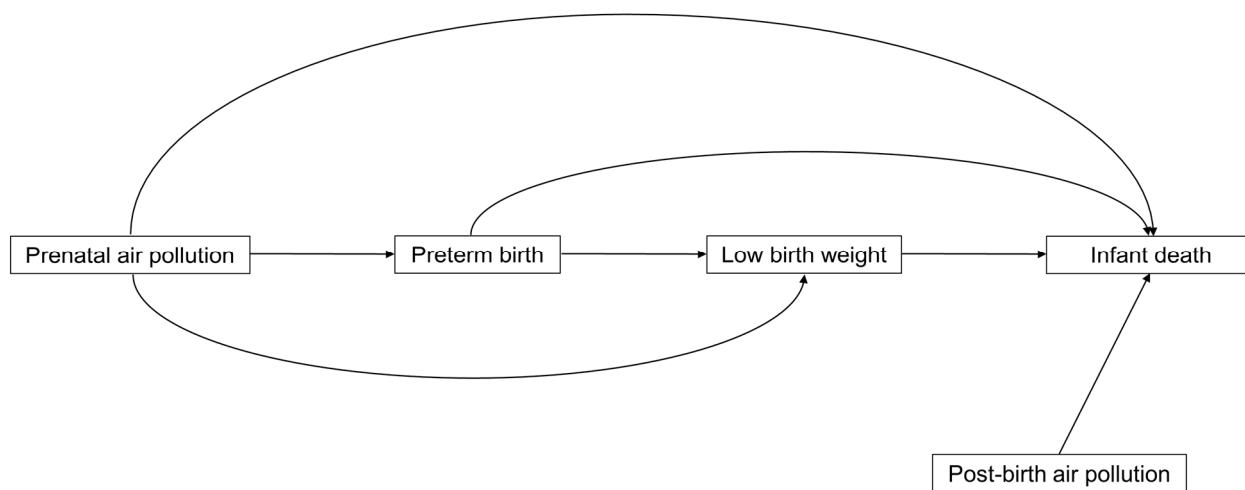 Prenatal air pollution
Preterm birth
Low birth weight
Infant death
Post-birth air pollution